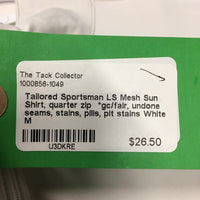 The Tack Collector
1000856-1049
Tailored Sportsman LS Mesh Sun
Shirt, quarter zip *gc/fair, undone
seams, stains, pills, pit stains White
M
U3DKRE
$26.50